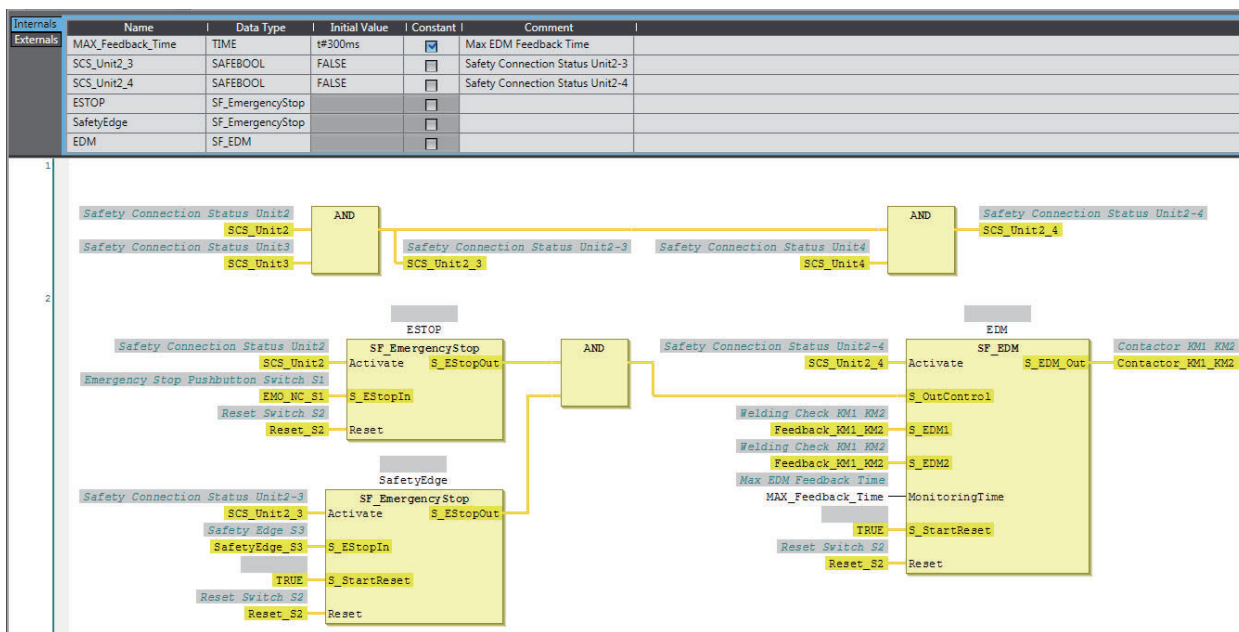 Internals
Externals
Name Data Type Initial Value Constant Comment
MAX_Feedback_Time TIME t#300ms Max EDM Feedback Time
SCS_Unit2_3 SAFEBOOL FALSE Safety Connection Status Unit2-3
SCS_Unit2_4 SAFEBOOL FALSE Safety Connection Status Unit2-4
ESTOP SF_EmergencyStop
SafetyEdge SF_EmergencyStop
EDM SF_EDM
1
Safety Connection Status Unit2 AND AND Safety Connection Status Unit2-4
SCS_Unit2 SCS_Unit2_4
Safety Connection Status Unit3 Safety Connection Status Unit2-3 Safety Connection Status Unit4
SCS_Unit3 SCS_Unit2_3 SCS_Unit4
2
ESTOP EDM
Safety Connection Status Unit2 SF_EmergencyStop AND Safety Connection Status Unit2-4 SF_EDM Contactor KM1 KM2
SCS_Unit2 Activate S_EStopOut SCS_Unit2_4 Activate S_EDM_Out Contactor_KM1_KM2
Emergency Stop Pushbutton Switch S1
EMO_NC_S1 S_EStopIn S_OutControl
Reset Switch S2 Welding Check KM1 KM2
Reset_S2 Reset Feedback_KM1_KM2 S_EDM1
Welding Check KM1 KM2
Feedback_KM1_KM2 S_EDM2
SafetyEdge Max EDM Feedback Time
Safety Connection Status Unit2-3 SF_EmergencyStop MAX_Feedback_Time MonitoringTime
SCS_Unit2_3 Activate S_EStopOut
Safety Edge S3 TRUE S_StartReset
SafetyEdge_S3 S_EStopIn Reset Switch S2
Reset_S2 Reset
TRUE S_StartReset
Reset Switch S2
Reset_S2 Reset